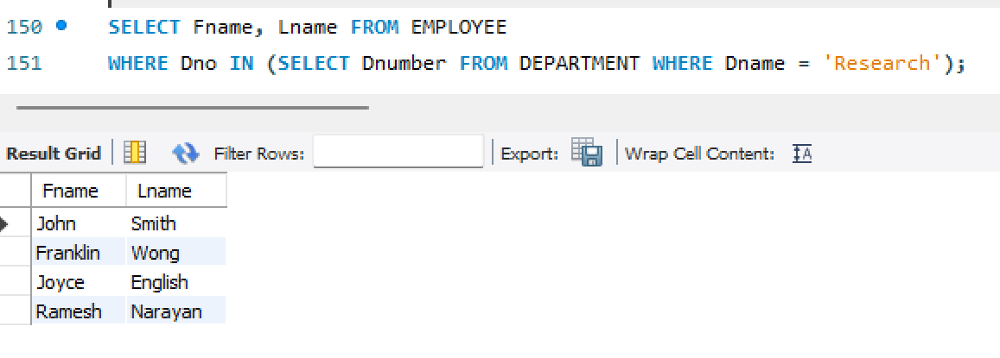 150 SELECT Fname, Lname FROM EMPLOYEE
151 WHERE Dno IN (SELECT Dnumber FROM DEPARTMENT WHERE Dname = 'Research');
Result Grid Filter Rows: Export: Wrap Cell Content: IA
Fname Lname
John Smith
Franklin Wong
Joyce English
Ramesh Narayan